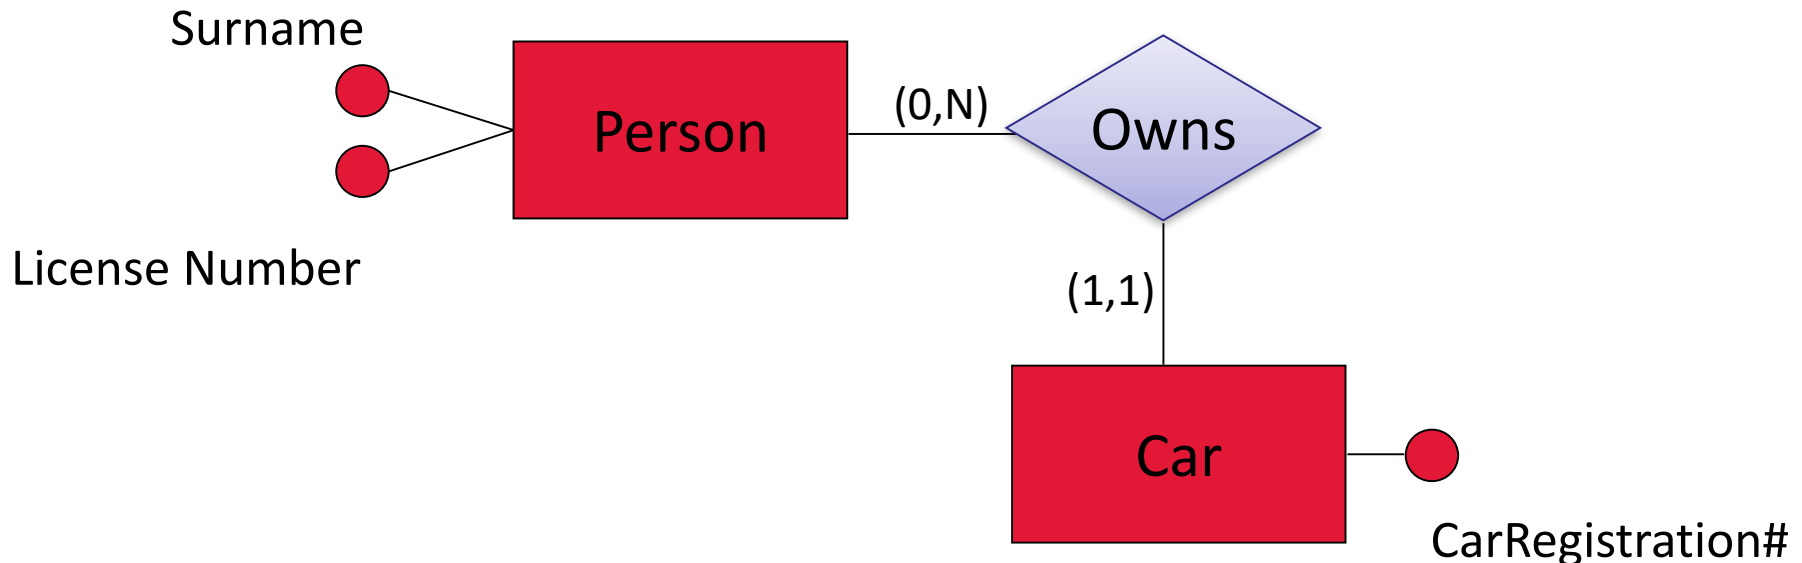 Surname
Person
(0,N)
Owns
License Number
(1,1)
Car
CarRegistration#